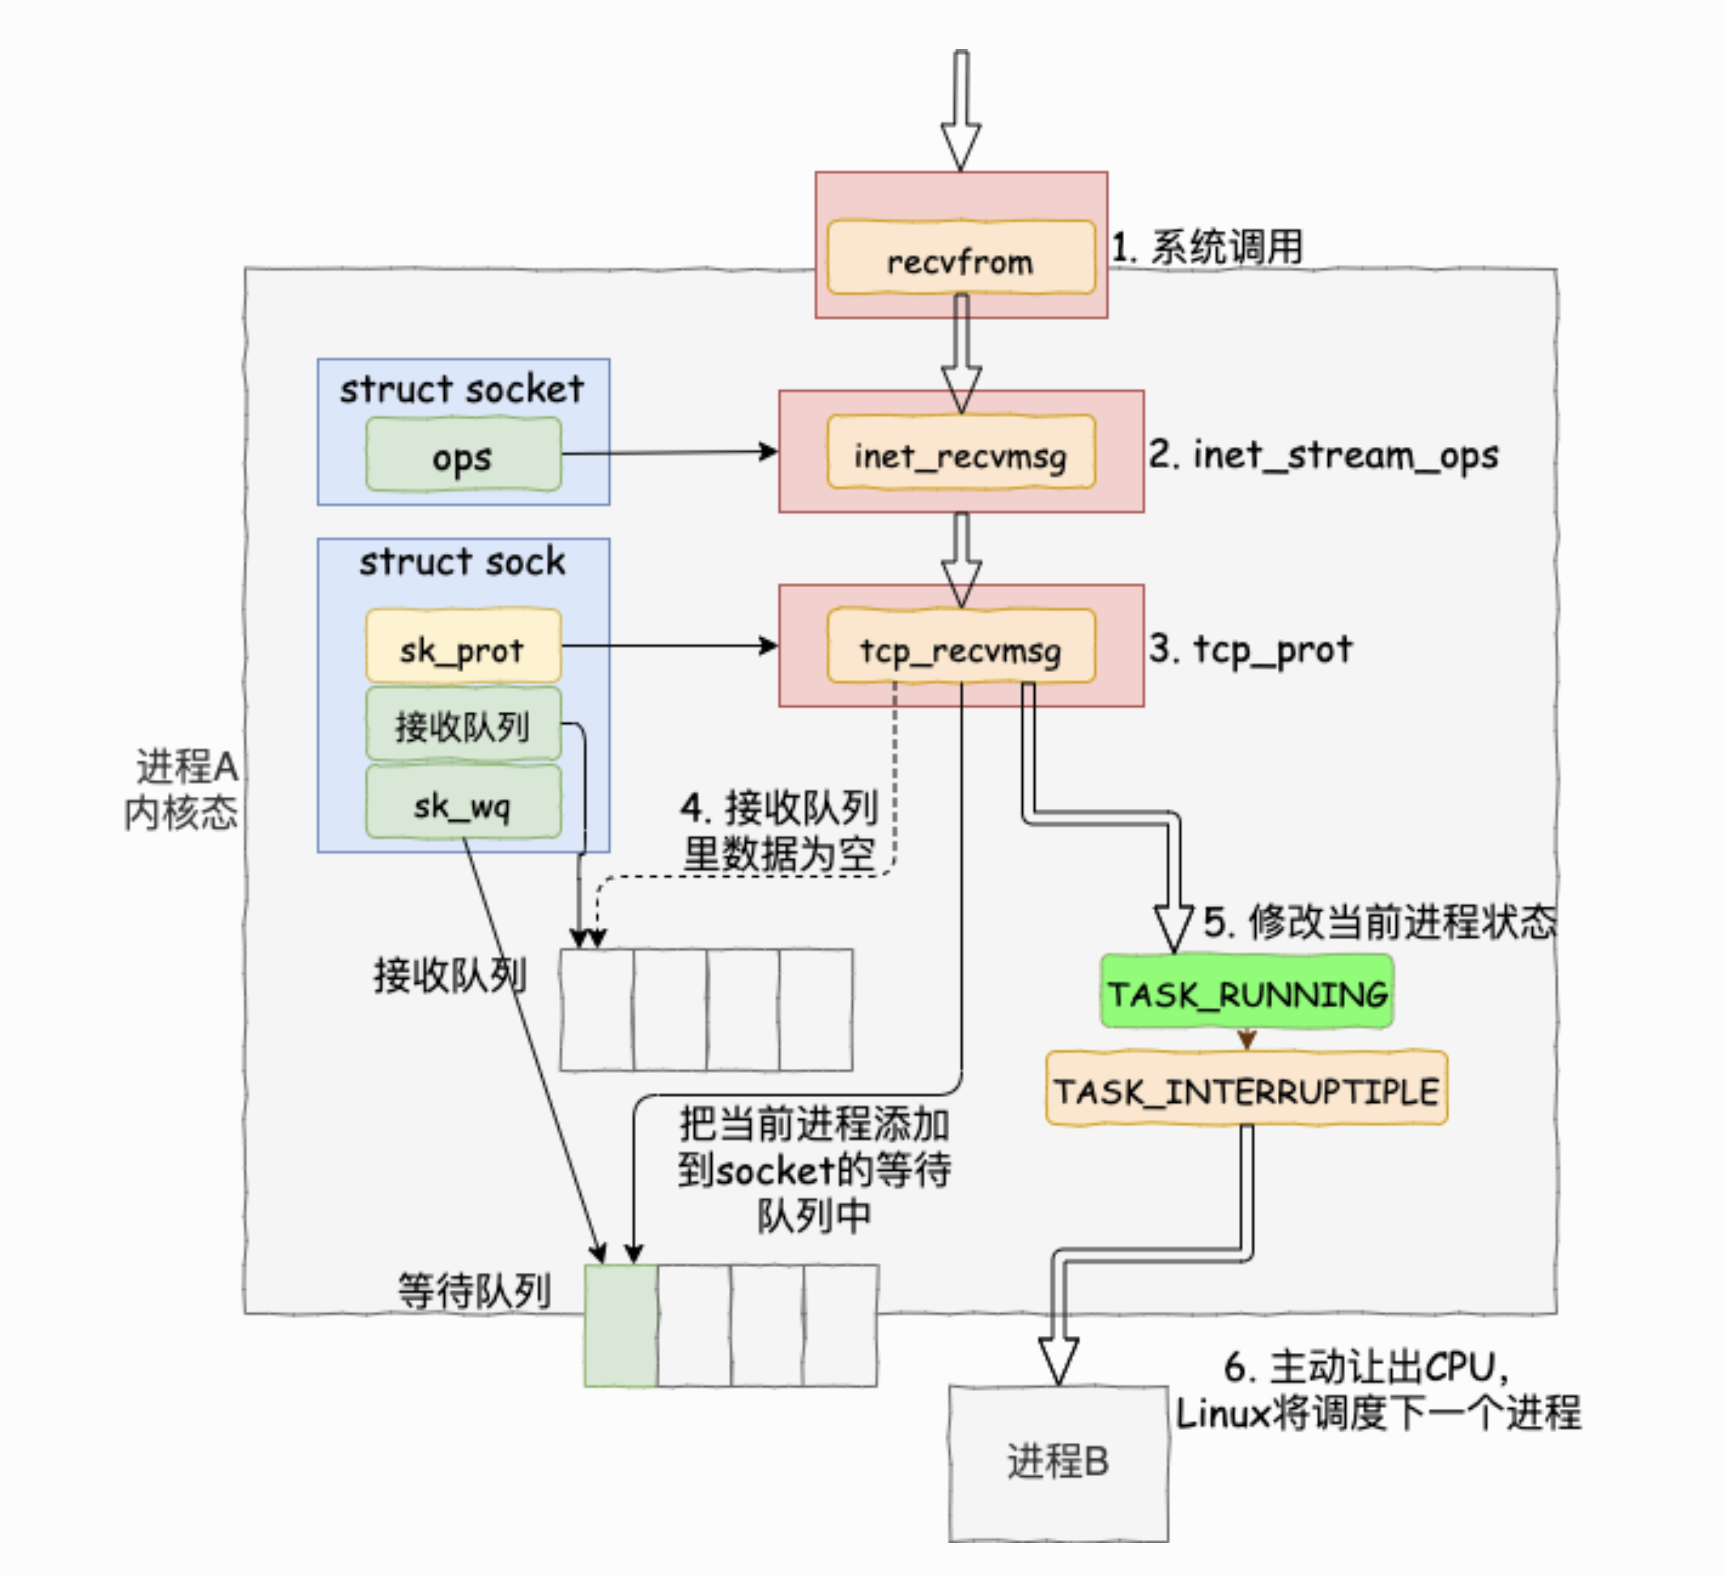 recvfrom
1. 系统调用
struct socket
ops
inet_recvmsg
2. inet_stream_ops
struct sock
sk_prot
tcp_recvmsg
3. tcp_prot
接收队列
sk_wq
进程A
内核态
4. 接收队列
里数据为空
5. 修改当前进程状态
接收队列
TASK_RUNNING
TASK_INTERRUPTIPLE
把当前进程添加
到socket的等待
队列中
等待队列
6. 主动让出CPU,
Linux将调度下一个进程
进程B